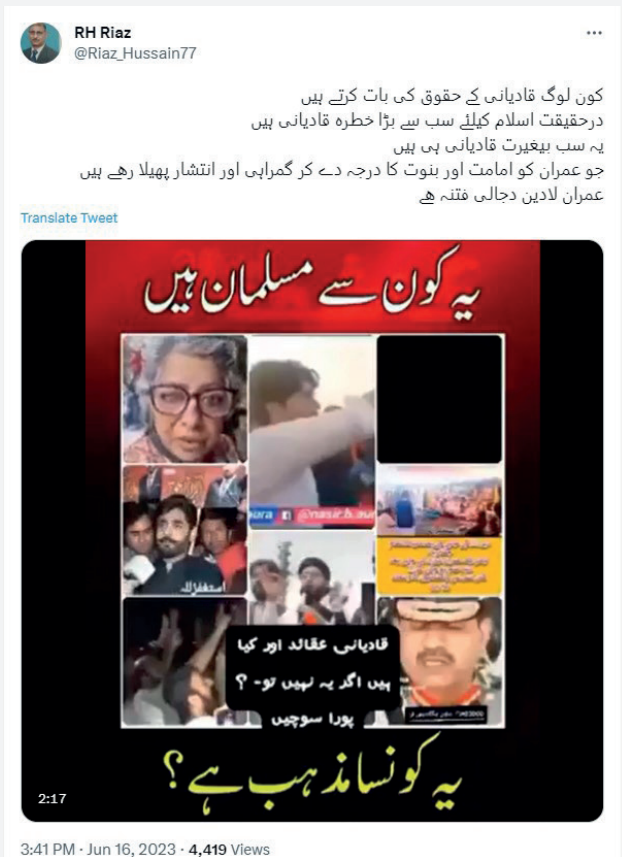 RH Riaz
@Riaz_Hussain77
کون لوگ قادیانی کے حقوق کی بات کرتے ہیں
درحقیقت اسلام کیلئے سب سے بڑا خطرہ قادیانی ہیں
یہ سب بیغیرت قادیانی ہی ہیں
جو عمران کو امامت اور بنوت کا درجہ دے کر گمراہی اور انتشار پھیلا رھے ہیں
عمران لادین دجالی فتنہ ھے
Translate Tweet
یہ کون سے مسلمان ہیں
@nasir.b.aur
استغفراللہ
قادیانی عقائد اور کیا
ہیں اگر یہ نہیں تو- ؟
پورا سوچیں
یہ کونسا مذہب ہے؟
2:17
3:41 PM · Jun 16, 2023 · 4,419 Views